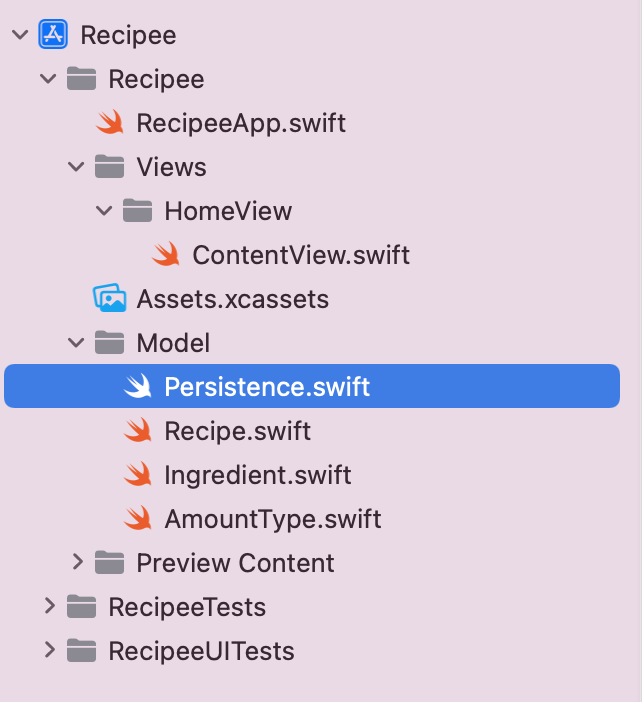 Recipee
Recipee
RecipeeApp.swift
Views
HomeView
ContentView.swift
Assets.xcassets
Model
Persistence.swift
Recipe.swift
Ingredient.swift
AmountType.swift
Preview Content
RecipeeTests
RecipeeUITests